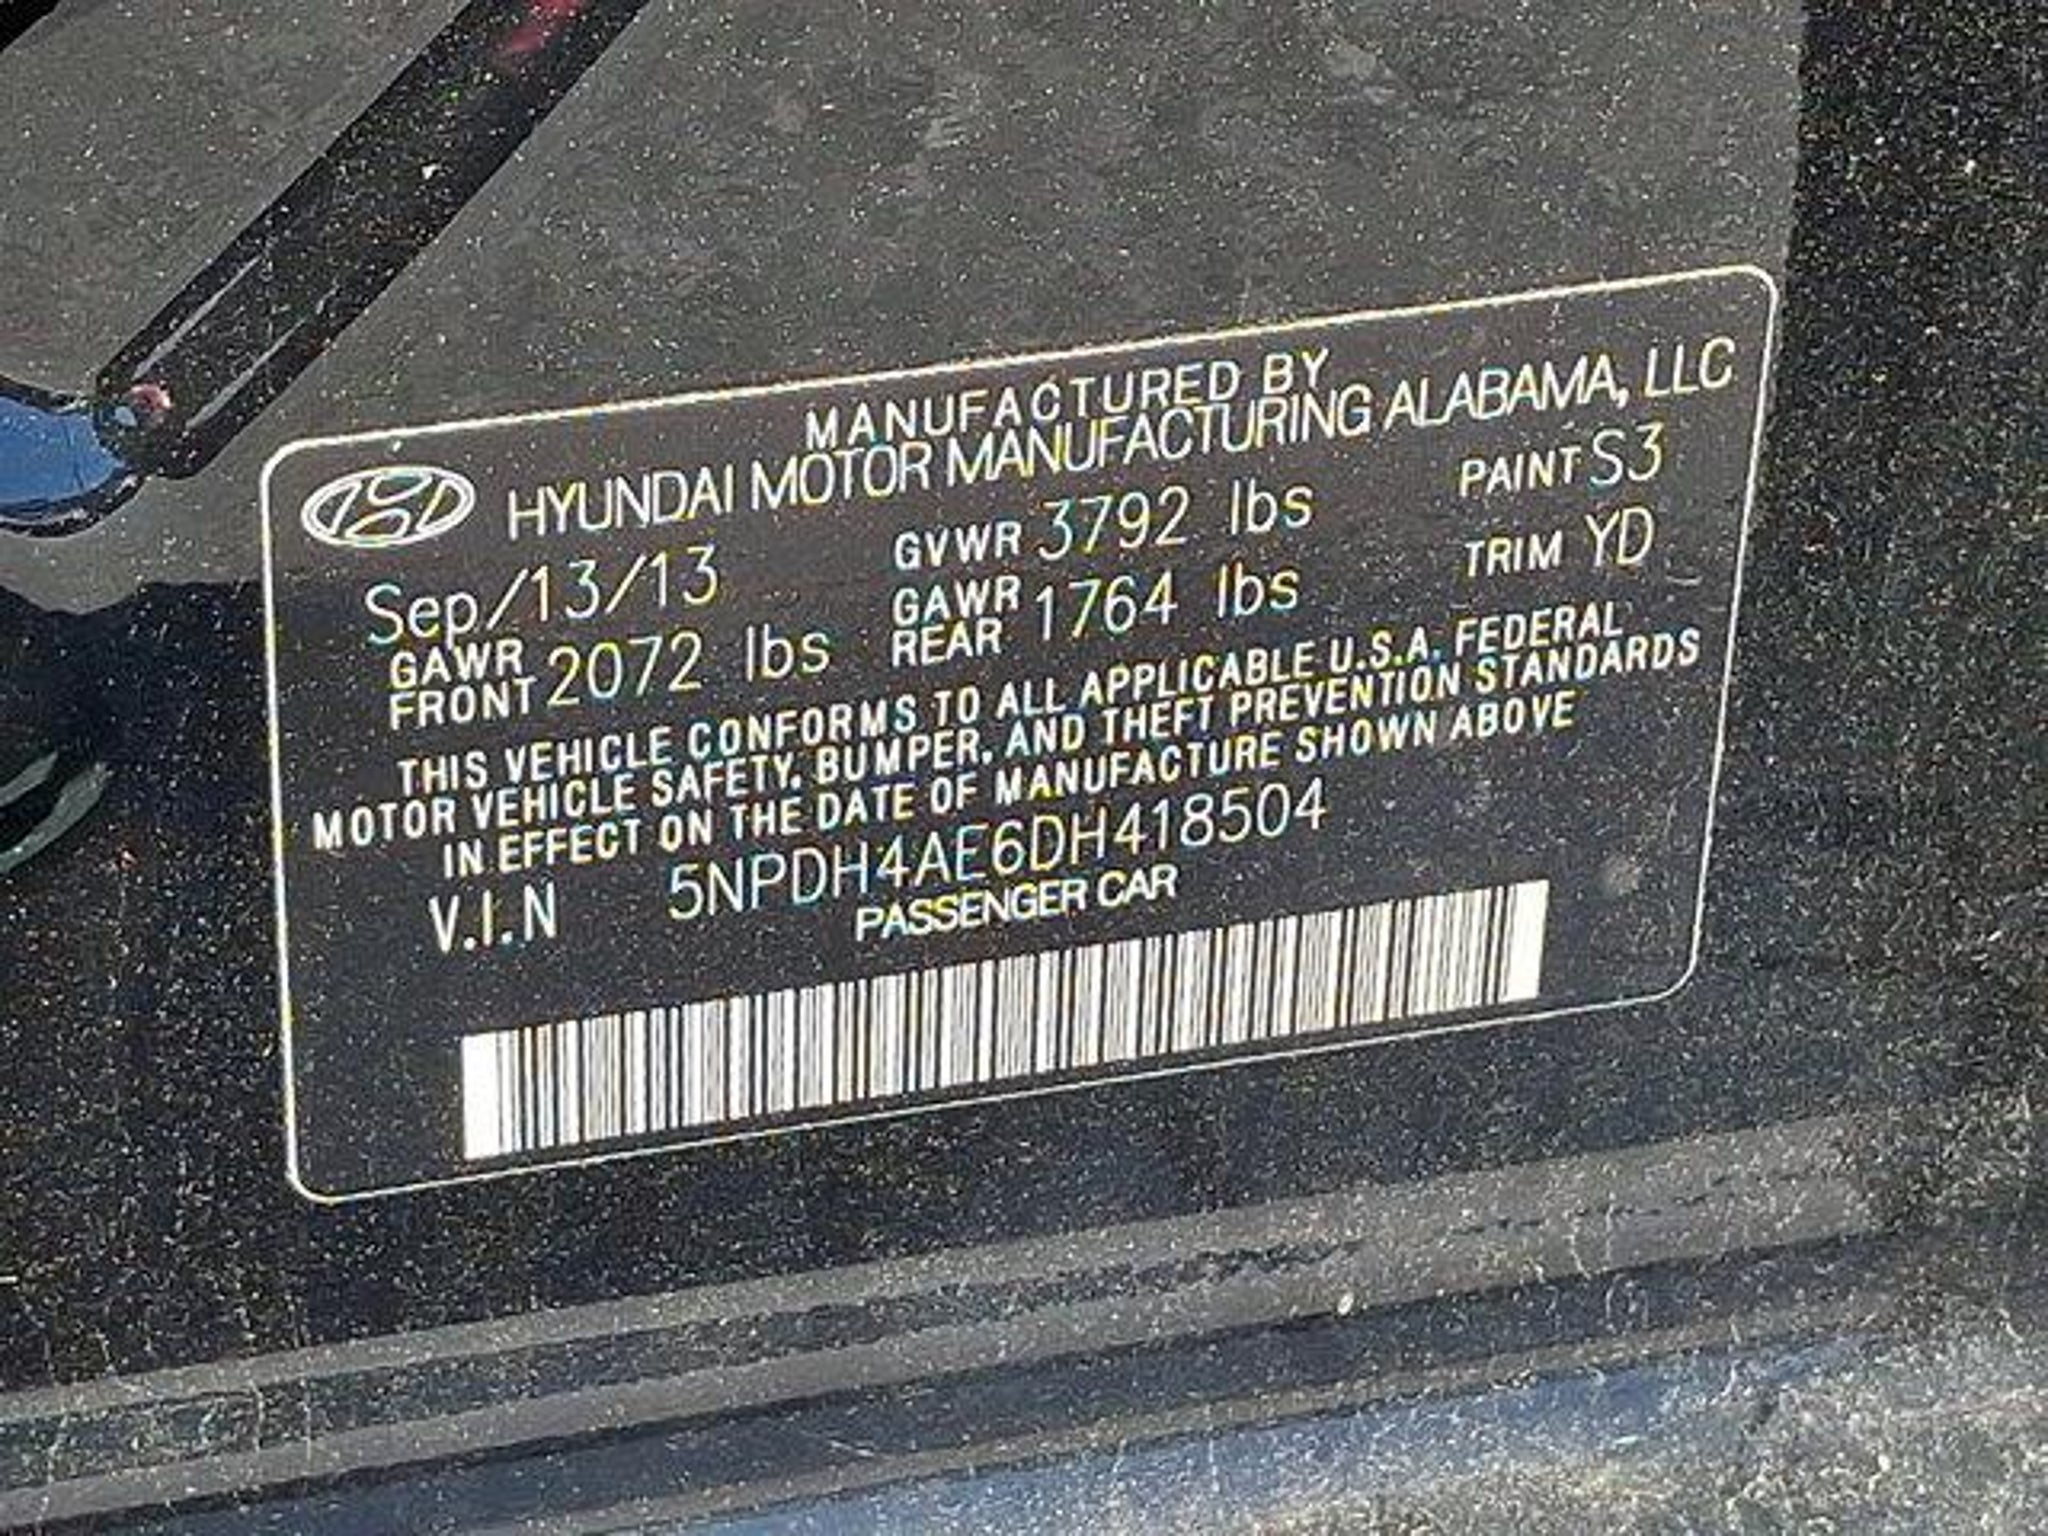 MANUFACTURED BY
HYUNDAI MOTOR MANUFACTURING ALABAMA, LLC
Sep/13/13 GVWR 3792 lbs PAINT S3
GAWR FRONT 2072 lbs GAWR REAR 1764 lbs TRIM YD
THIS VEHICLE CONFORMS TO ALL APPLICABLE U.S.A. FEDERAL
MOTOR VEHICLE SAFETY, BUMPER, AND THEFT PREVENTION STANDARDS
IN EFFECT ON THE DATE OF MANUFACTURE SHOWN ABOVE
V.I.N 5NPDH4AE6DH418504
PASSENGER CAR